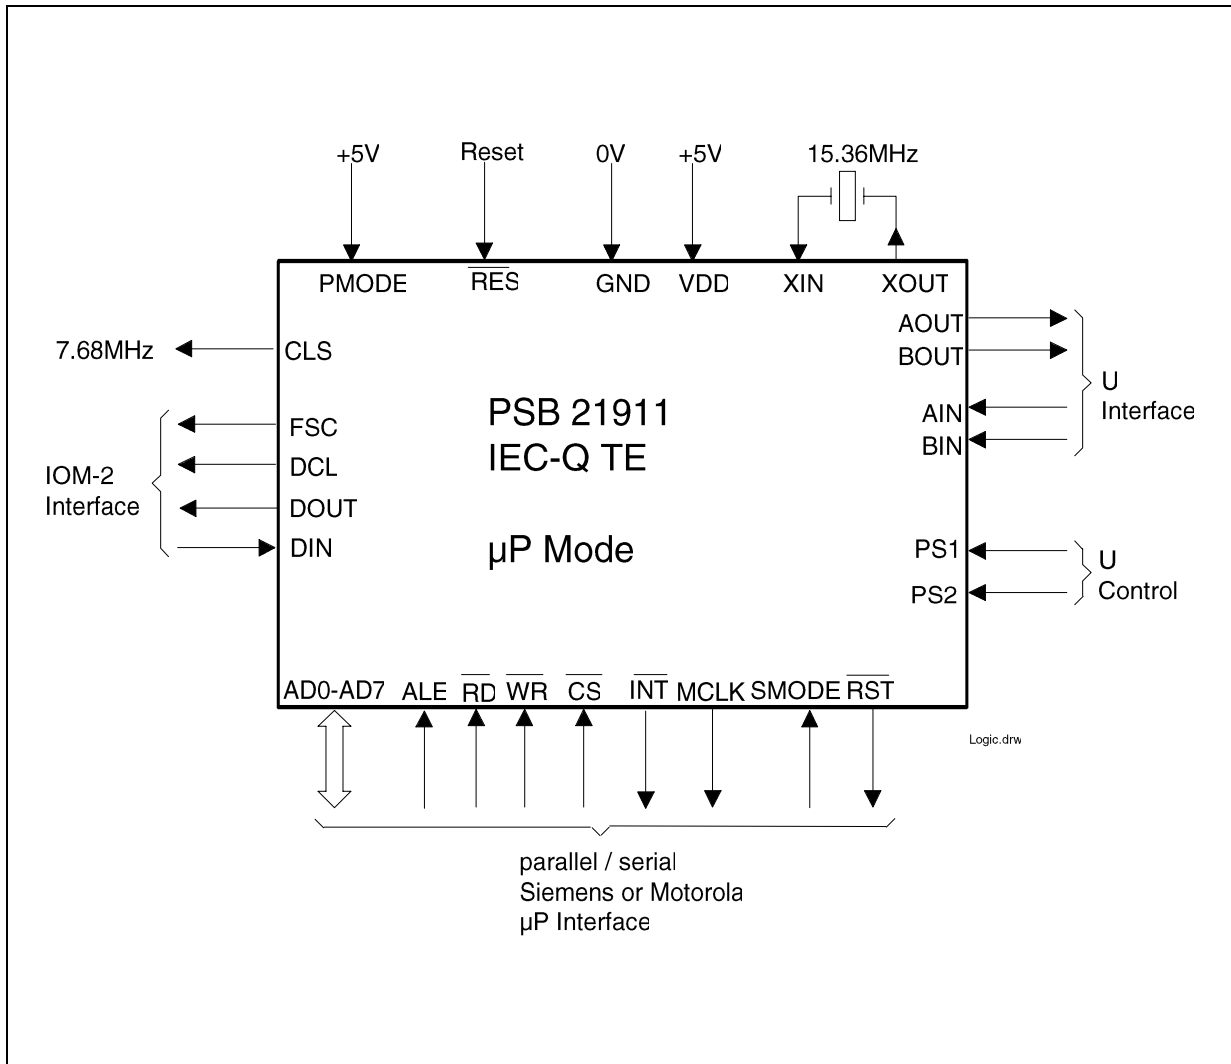 +5V Reset 0V +5V 15.36MHz
PMODE RES GND VDD XIN XOUT
AOUT
7.68MHz CLS
BOUT
U
Interface
AIN
BIN
FSC
DCL
DOUT
DIN
IOM-2
Interface
PSB 21911
IEC-Q TE
µP Mode
PS1
PS2
U
Control
AD0-AD7 ALE RD WR CS INT MCLK SMODE RST
Logic.drw
parallel / serial
Siemens or Motorola
µP Interface